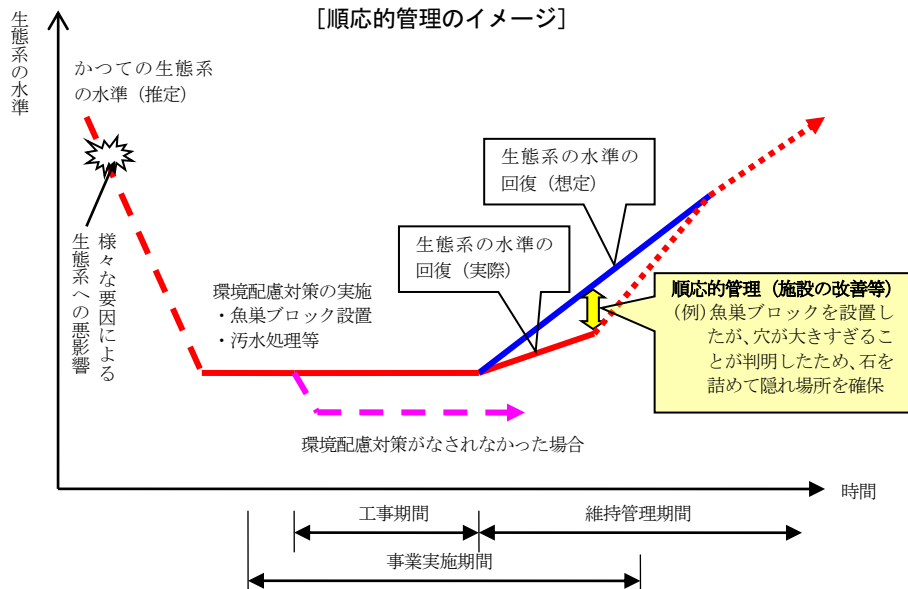 [順応的管理のイメージ]
生態系の水準
かつての生態系
の水準（推定）
様々な要因による
生態系への悪影響
環境配慮対策の実施
・魚巣ブロック設置
・汚水処理等
生態系の水準の
回復（想定）
生態系の水準の
回復（実際）
順応的管理（施設の改善等）
（例）魚巣ブロックを設置し
たが、穴が大きすぎるこ
とが判明したため、石を
詰めて隠れ場所を確保
環境配慮対策がなされなかった場合
時間
工事期間
維持管理期間
事業実施期間